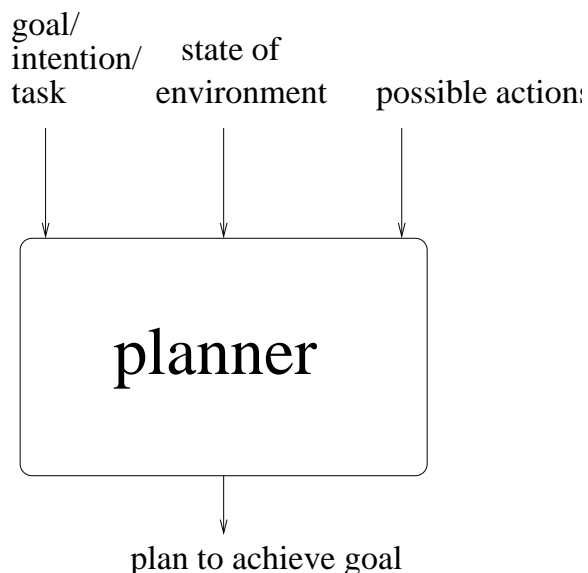 goal/
intention/
task
state of
environment
possible actions
planner
plan to achieve goal